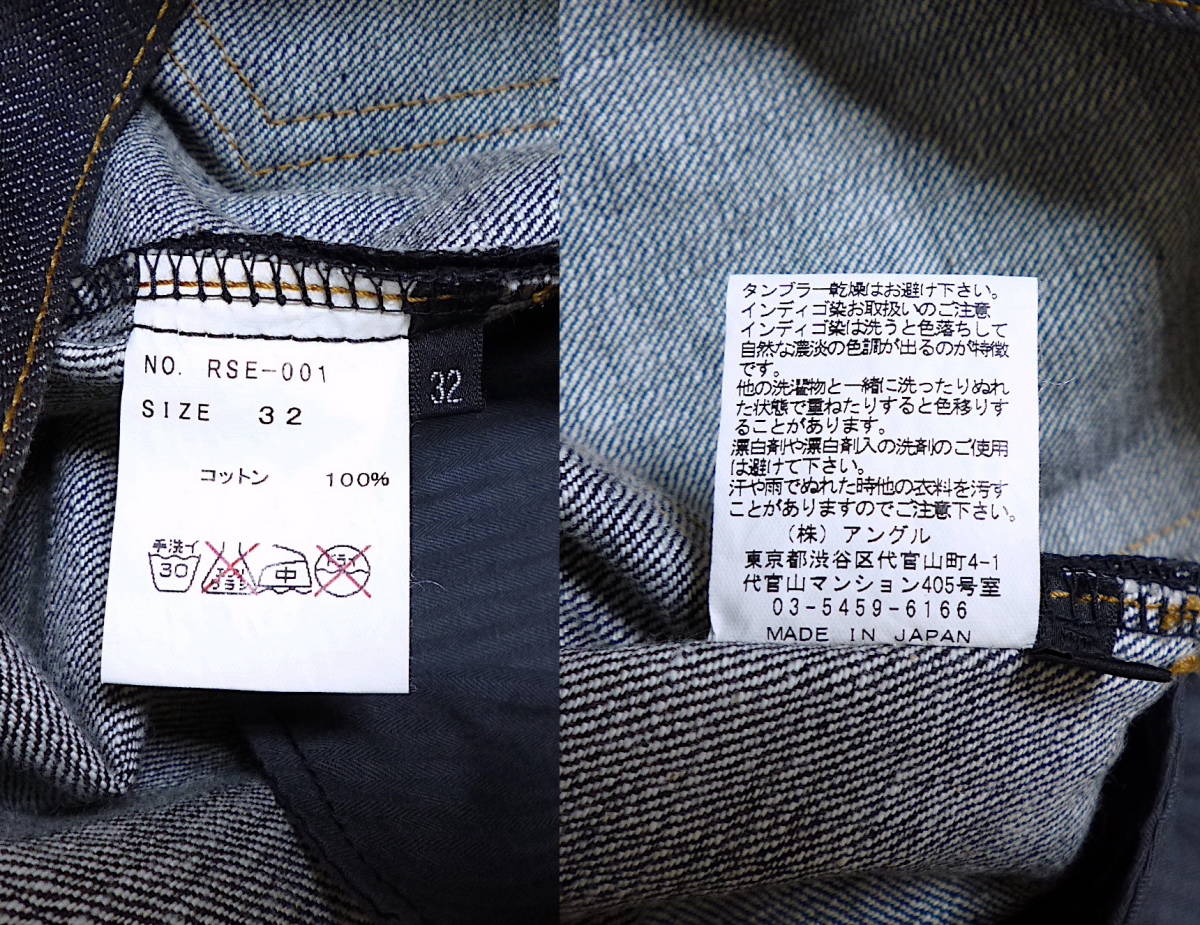 NO. RSE-001
SIZE 32
コットン 100%
手洗イ
30
エンソ
サラシ
中
ドライ
32
タンブラー乾燥はお避け下さい。
インディゴ染お取扱いのご注意
インディゴ染は洗うと色落ちして
自然な濃淡の色調が出るのが特徴
です。
他の洗濯物と一緒に洗ったりぬれ
た状態で重ねたりすると色移りす
ることがあります。
漂白剤や漂白剤入の洗剤のご使用
は避けて下さい。
汗や雨でぬれた時他の衣料を汚す
ことがありますのでご注意下さい。
(株) アングル
東京都渋谷区代官山町4-1
代官山マンション405号室
03-5459-6166
MADE IN JAPAN